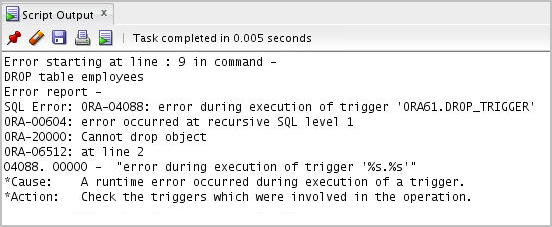 Script Output x
Task completed in 0.005 seconds
Error starting at line : 9 in command -
DROP table employees
Error report -
SQL Error: ORA-04088: error during execution of trigger 'ORA61.DROP_TRIGGER'
ORA-00604: error occurred at recursive SQL level 1
ORA-20000: Cannot drop object
ORA-06512: at line 2
04088. 00000 -  "error during execution of trigger '%s.%s'"
*Cause:    A runtime error occurred during execution of a trigger.
*Action:   Check the triggers which were involved in the operation.